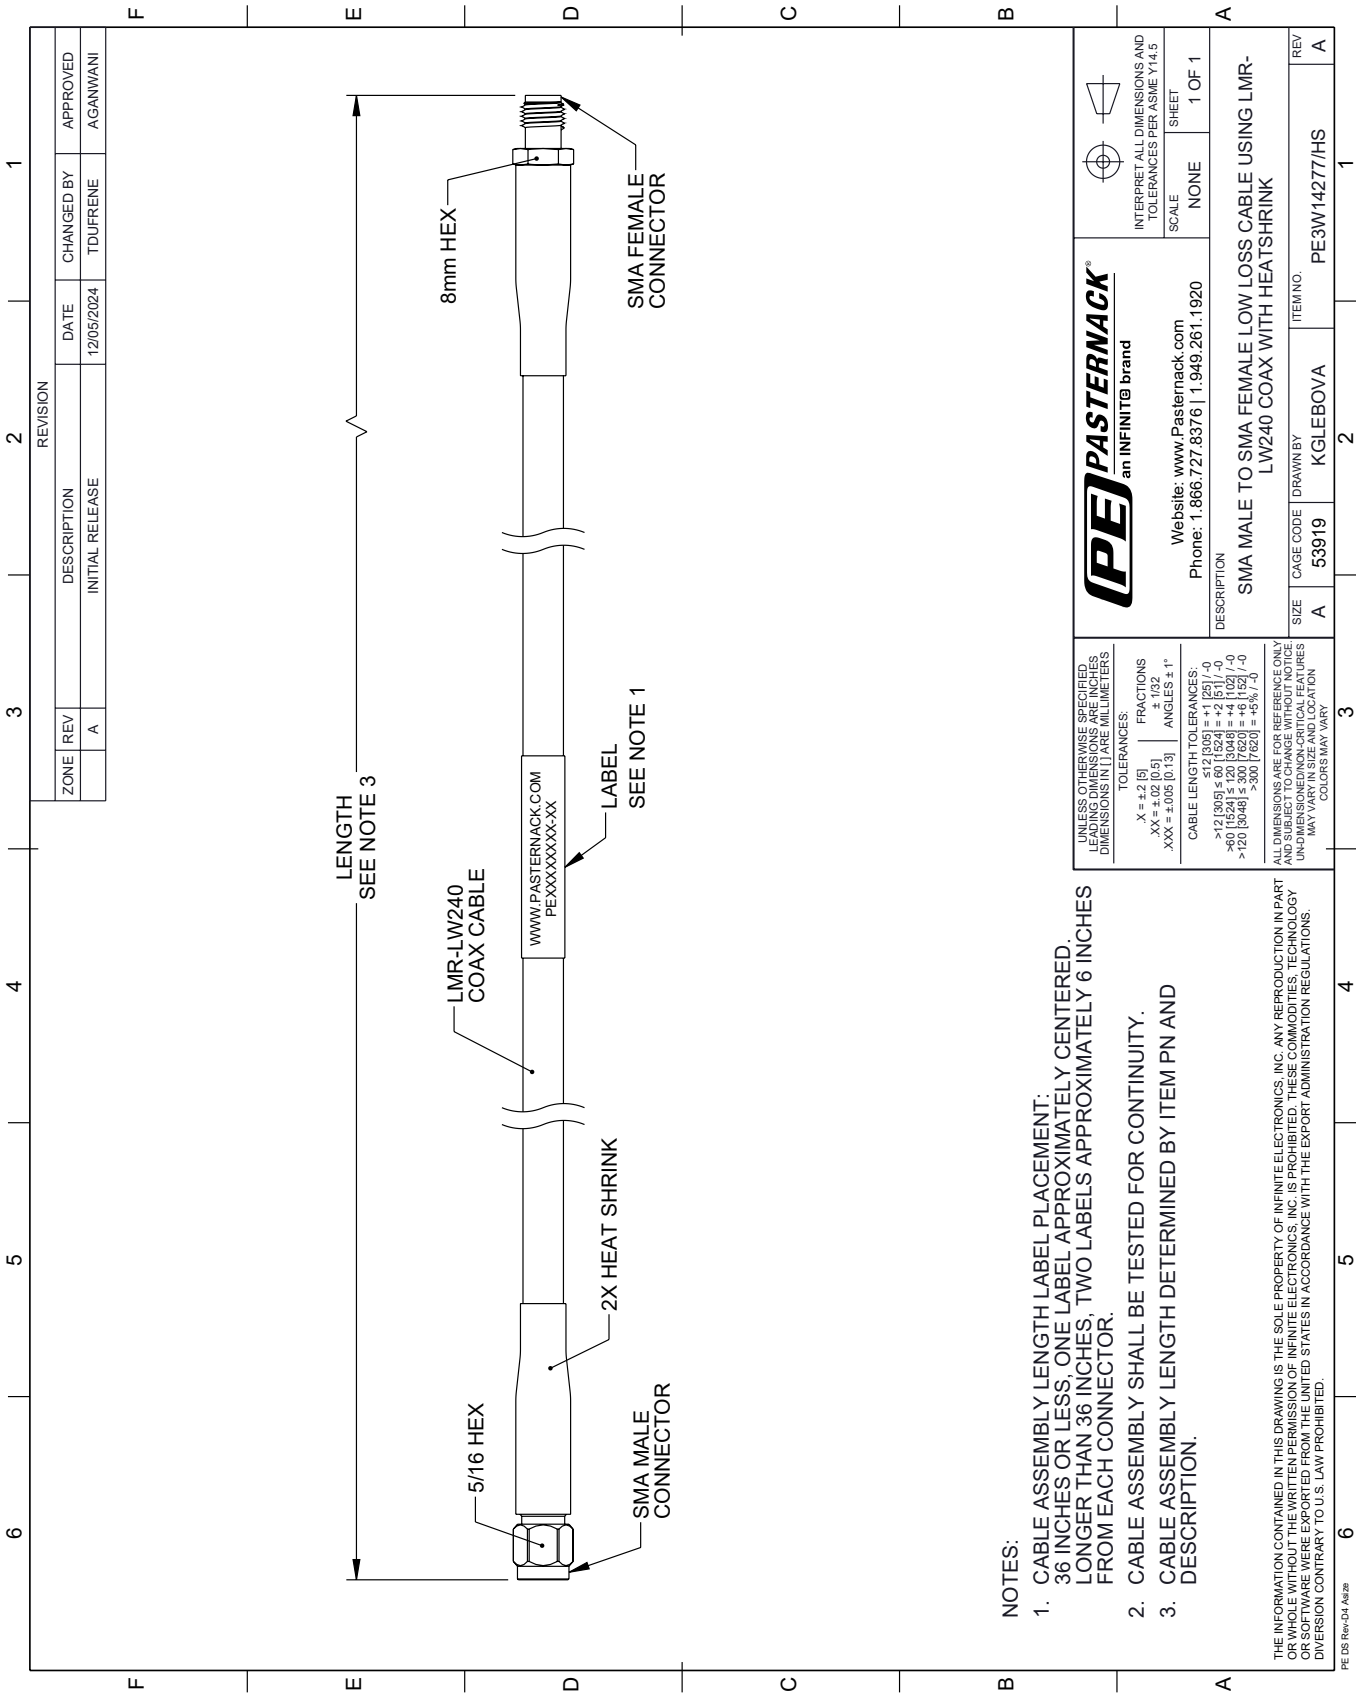 6 5 4 3 2 1
F
E
D
C
B
A
REVISION
ZONE REV DESCRIPTION DATE CHANGED BY APPROVED
A INITIAL RELEASE 12/05/2024 TDUFRENE AGANWANI
LENGTH
SEE NOTE 3
5/16 HEX
LMR-LW240
COAX CABLE
8mm HEX
WWW.PASTERNACK.COM
PEXXXXXXXX-XX
SMA MALE
CONNECTOR
2X HEAT SHRINK
LABEL
SEE NOTE 1
SMA FEMALE
CONNECTOR
NOTES:
1. CABLE ASSEMBLY LENGTH LABEL PLACEMENT:
36 INCHES OR LESS, ONE LABEL APPROXIMATELY CENTERED.
LONGER THAN 36 INCHES, TWO LABELS APPROXIMATELY 6 INCHES
FROM EACH CONNECTOR.
2. CABLE ASSEMBLY SHALL BE TESTED FOR CONTINUITY.
3. CABLE ASSEMBLY LENGTH DETERMINED BY ITEM PN AND
DESCRIPTION.
THE INFORMATION CONTAINED IN THIS DRAWING IS THE SOLE PROPERTY OF INFINITE ELECTRONICS, INC. ANY REPRODUCTION IN PART
OR WHOLE WITHOUT THE WRITTEN PERMISSION OF INFINITE ELECTRONICS, INC. IS PROHIBITED. THESE COMMODITIES, TECHNOLOGY
OR SOFTWARE WERE EXPORTED FROM THE UNITED STATES IN ACCORDANCE WITH THE EXPORT ADMINISTRATION REGULATIONS.
DIVERSION CONTRARY TO U.S. LAW PROHIBITED.
UNLESS OTHERWISE SPECIFIED
LEADING DIMENSIONS ARE INCHES
DIMENSIONS IN [ ] ARE MILLIMETERS
TOLERANCES:
.X = ±.2 [5] FRACTIONS
.XX = ±.02 [0.5] ± 1/32
.XXX = ±.005 [0.13] ANGLES ± 1°
CABLE LENGTH TOLERANCES:
≤12 [305] = +1 [25] / -0
>12 [305] ≤ 60 [1524] = +2 [51] / -0
>60 [1524] ≤ 120 [3048] = +4 [102] / -0
>120 [3048] ≤ 300 [7620] = +6 [152] / -0
>300 [7620] = +5% / -0
ALL DIMENSIONS ARE FOR REFERENCE ONLY
AND SUBJECT TO CHANGE WITHOUT NOTICE.
UN-DIMENSIONED/NON-CRITICAL FEATURES
MAY VARY IN SIZE AND LOCATION
COLORS MAY VARY
PE PASTERNACK®
an INFINITE brand
Website: www.Pasternack.com
Phone: 1.866.727.8376 | 1.949.261.1920
INTERPRET ALL DIMENSIONS AND
TOLERANCES PER ASME Y14.5
SCALE SHEET
NONE 1 OF 1
DESCRIPTION
SMA MALE TO SMA FEMALE LOW LOSS CABLE USING LMR-
LW240 COAX WITH HEATSHRINK
SIZE CAGE CODE DRAWN BY ITEM NO. REV
A 53919 KGLEBOVA PE3W14277/HS A
F
E
D
C
B
A
6 5 4 3 2 1
PE DS Rev-D4 Asize